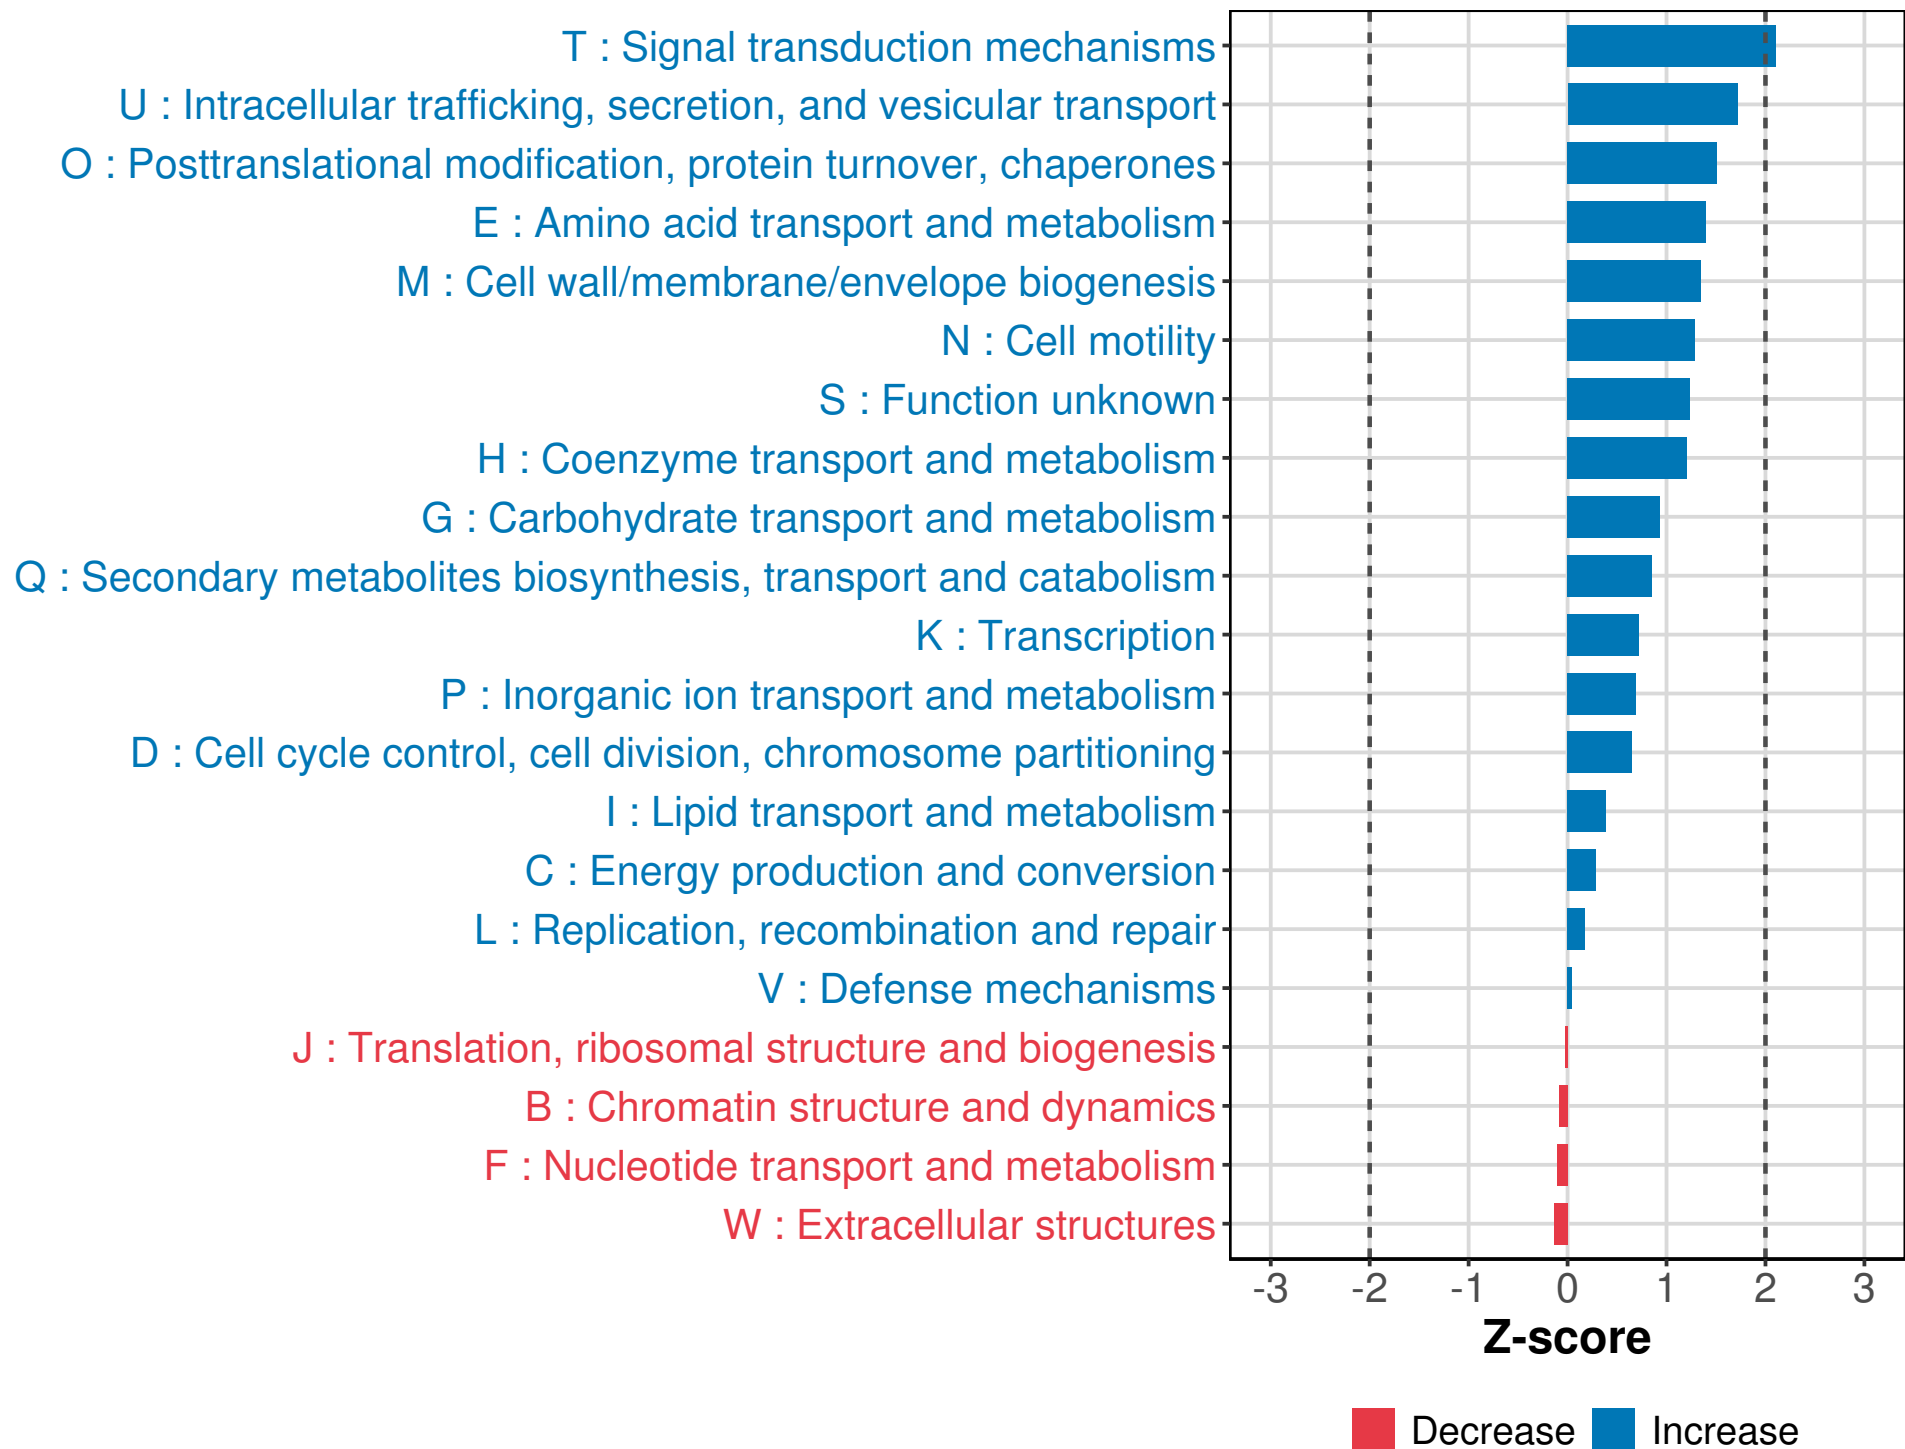 T : Signal transduction mechanisms
U : Intracellular trafficking, secretion, and vesicular transport
O : Posttranslational modification, protein turnover, chaperones
E : Amino acid transport and metabolism
M : Cell wall/membrane/envelope biogenesis
N : Cell motility
S : Function unknown
H : Coenzyme transport and metabolism
G : Carbohydrate transport and metabolism
Q : Secondary metabolites biosynthesis, transport and catabolism
K : Transcription
P : Inorganic ion transport and metabolism
D : Cell cycle control, cell division, chromosome partitioning
I : Lipid transport and metabolism
C : Energy production and conversion
L : Replication, recombination and repair
V : Defense mechanisms
J : Translation, ribosomal structure and biogenesis
B : Chromatin structure and dynamics
F : Nucleotide transport and metabolism
W : Extracellular structures
-3 -2 -1 0 1 2 3
Z-score
Decrease Increase